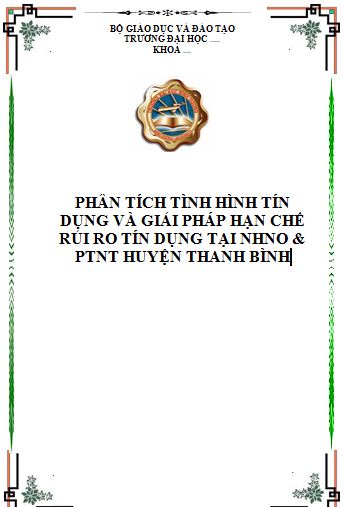 BỘ GIÁO DỤC VÀ ĐÀO TẠO
TRƯỜNG ĐẠI HỌC .....
KHOA .....
PHÂN TÍCH TÌNH HÌNH TÍN
DỤNG VÀ GIẢI PHÁP HẠN CHẾ
RỦI RO TÍN DỤNG TẠI NHNO &
PTNT HUYỆN THANH BÌNH